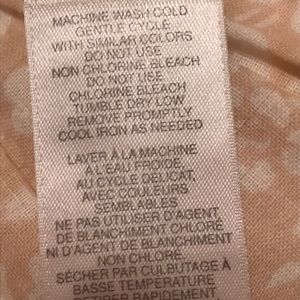 MACHINE WASH COLD
GENTLE CYCLE
WITH SIMILAR COLORS
DO NOT USE
NON CHLORINE BLEACH
DO NOT USE
CHLORINE BLEACH
TUMBLE DRY LOW
REMOVE PROMPTLY
COOL IRON AS NEEDED
LAVER À LA MACHINE
A L'EAU FROIDE,
AU CYCLE DÉLICAT,
AVEC COULEURS
SEMBLABLES
NE PAS UTILISER D'AGENT
DE BLANCHIMENT CHLORÉ
NI D'AGENT DE BLANCHIMENT
NON CHLORÉ.
SÉCHER PAR CULBUTAGE À
BASSE TEMPÉRATURE
RETIRER RAPIDEMENT